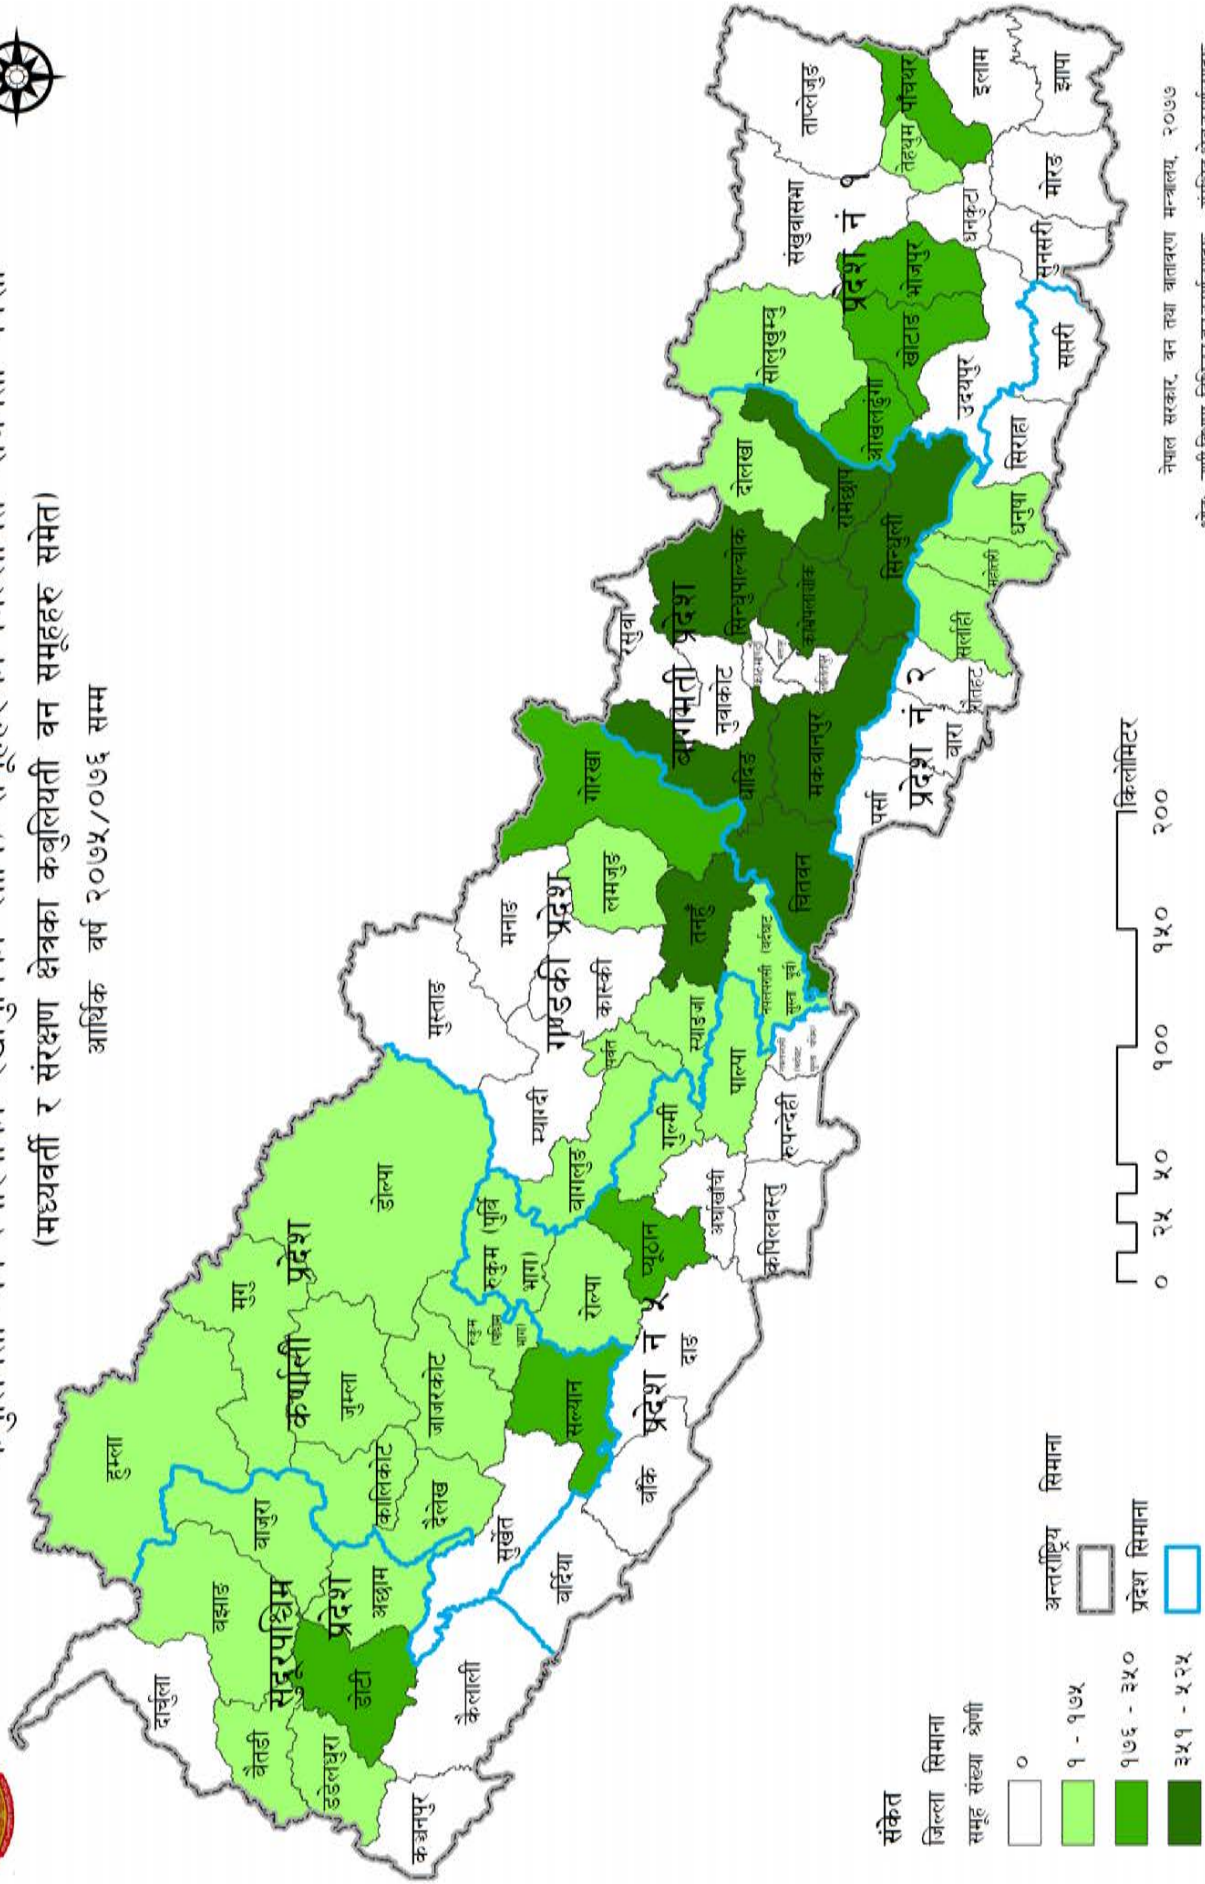 (मध्यवर्ती र संरक्षण क्षेत्रका कबुलियती वन समूहहरु समेत)
आर्थिक वर्ष २०७५/०७६ सम्म
दार्चुला
हुम्ला
बझाङ
बाजुरा
मुगु
बैतडी
सुदूरपश्चिम
प्रदेश
कर्णाली प्रदेश
डडेलधुरा
डोटी
अछाम
कालिकोट
जुम्ला
डोल्पा
कञ्चनपुर
कैलाली
दैलेख
जाजरकोट
सुर्खेत
रुकुम
(पश्चिम
भाग)
रुकुम (पुर्वि
भाग)
मुस्ताङ
मनाङ
म्याग्दी
गण्डकी प्रदेश
बर्दिया
सल्यान
रोल्पा
बागलुङ
पर्वत
कास्की
लमजुङ
गोरखा
बाँके
प्रदेश नं ५
दाङ
प्यूठान
गुल्मी
स्याङजा
तनहुँ
रसुवा
अर्घाखाँची
पाल्पा
नुवाकोट
बागमती प्रदेश
धादिङ
सिन्धुपाल्चोक
दोलखा
सोलुखुम्बु
संखुवासभा
ताप्लेजुङ
कपिलवस्तु
रुपन्देही
चितवन
मकवानपुर
रामेछाप
ओखलढुंगा
प्रदेश नं १
पर्सा
प्रदेश नं २
बारा
सर्लाही
सिन्धुली
खोटाङ
भोजपुर
तेह्रथुम
पाँचथर
धनुषा
उदयपुर
धनकुटा
इलाम
सिराहा
सप्तरी
सुनसरी
मोरङ
झापा
० २५ ५० १०० १५० २००
किलोमिटर
संकेत
जिल्ला सिमाना
समूह संख्या श्रेणी
०
१ - १७५
१७६ - ३५०
३५१ - ५२५
अन्तर्राष्ट्रिय सिमाना
प्रदेश सिमाना
नेपाल सरकार, वन तथा वातावरण मन्त्रालय, २०७७